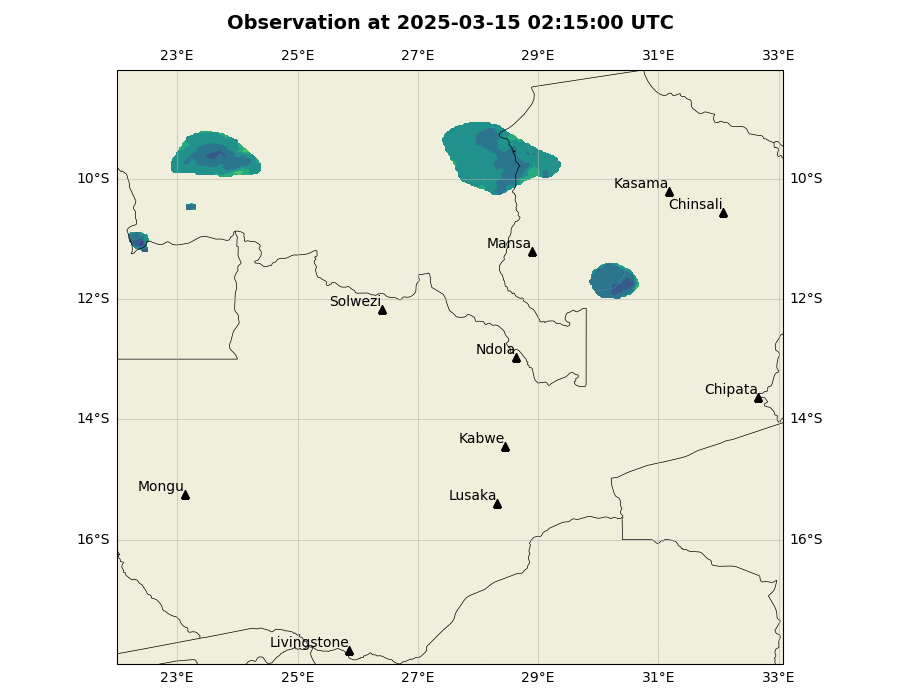 Observation at 2025-03-15 02:15:00 UTC
23°E 25°E 27°E 29°E 31°E 33°E
10°S 10°S
Kasama
Chinsali
Mansa
12°S 12°S
Solwezi
Ndola
Chipata
14°S 14°S
Kabwe
Mongu
Lusaka
16°S 16°S
Livingstone
23°E 25°E 27°E 29°E 31°E 33°E